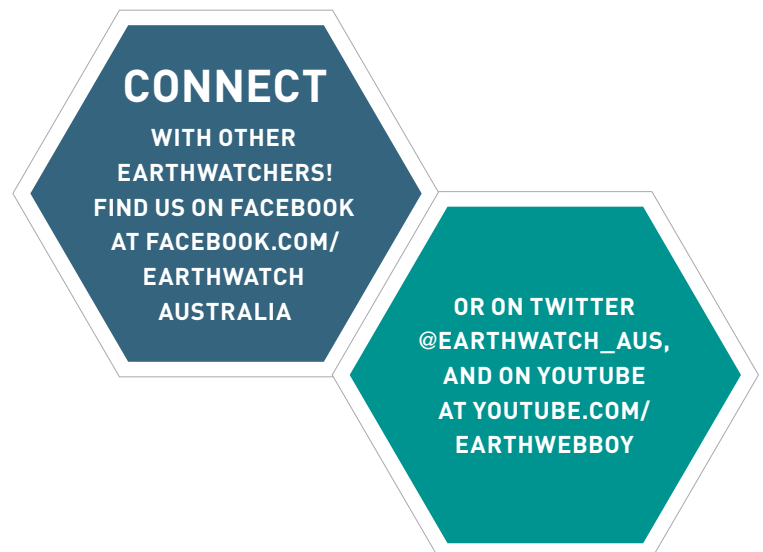 CONNECT
WITH OTHER
EARTHWATCHERS!
FIND US ON FACEBOOK
AT FACEBOOK.COM/
EARTHWATCH
AUSTRALIA
OR ON TWITTER
@EARTHWATCH_AUS,
AND ON YOUTUBE
AT YOUTUBE.COM/
EARTHWEBBOY